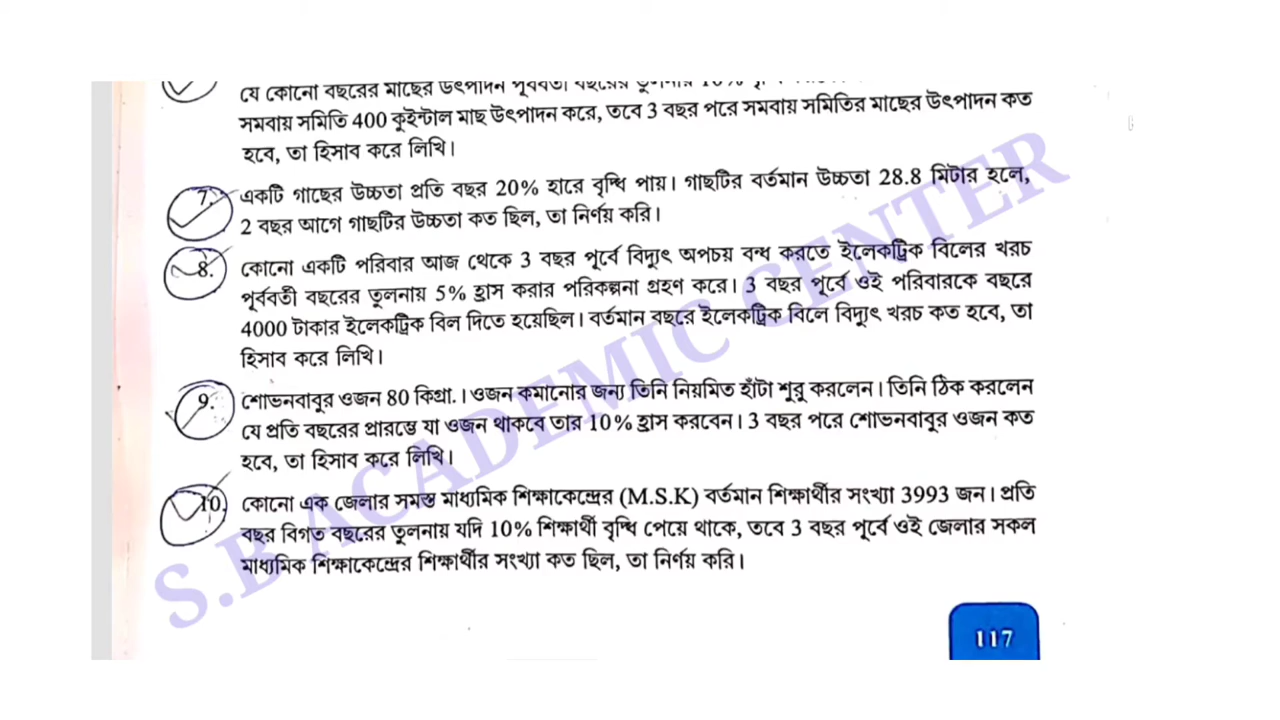 যে কোনো বছরের মাছের উৎপাদন পূর্ববর্তী বছরের তুলনায় 10%
সমবায় সমিতি 400 কুইন্টাল মাছ উৎপাদন করে, তবে 3 বছর পরে সমবায় সমিতির মাছের উৎপাদন কত
হবে, তা হিসাব করে লিখি।
7. একটি গাছের উচ্চতা প্রতি বছর 20% হারে বৃদ্ধি পায়। গাছটির বর্তমান উচ্চতা 28.8 মিটার হলে,
2 বছর আগে গাছটির উচ্চতা কত ছিল, তা নির্ণয় করি।
8. কোনো একটি পরিবার আজ থেকে 3 বছর পূর্বে বিদ্যুৎ অপচয় বন্ধ করতে ইলেকট্রিক বিলের খরচ
পূর্ববর্তী বছরের তুলনায় 5% হ্রাস করার পরিকল্পনা গ্রহণ করে। 3 বছর পূর্বে ওই পরিবারকে বছরে
4000 টাকার ইলেকট্রিক বিল দিতে হয়েছিল। বর্তমান বছরে ইলেকট্রিক বিলে বিদ্যুৎ খরচ কত হবে, তা
হিসাব করে লিখি।
9. শোভনবাবুর ওজন 80 কিগ্রা.। ওজন কমানোর জন্য তিনি নিয়মিত হাঁটা শুরু করলেন। তিনি ঠিক করলেন
যে প্রতি বছরের প্রারম্ভে যা ওজন থাকবে তার 10% হ্রাস করবেন। 3 বছর পরে শোভনবাবুর ওজন কত
হবে, তা হিসাব করে লিখি।
10. কোনো এক জেলার সমস্ত মাধ্যমিক শিক্ষাকেন্দ্রের (M.S.K) বর্তমান শিক্ষার্থীর সংখ্যা 3993 জন। প্রতি
বছর বিগত বছরের তুলনায় যদি 10% শিক্ষার্থী বৃদ্ধি পেয়ে থাকে, তবে 3 বছর পূর্বে ওই জেলার সকল
মাধ্যমিক শিক্ষাকেন্দ্রের শিক্ষার্থীর সংখ্যা কত ছিল, তা নির্ণয় করি।
S.B ACADEMIC CENTER
117